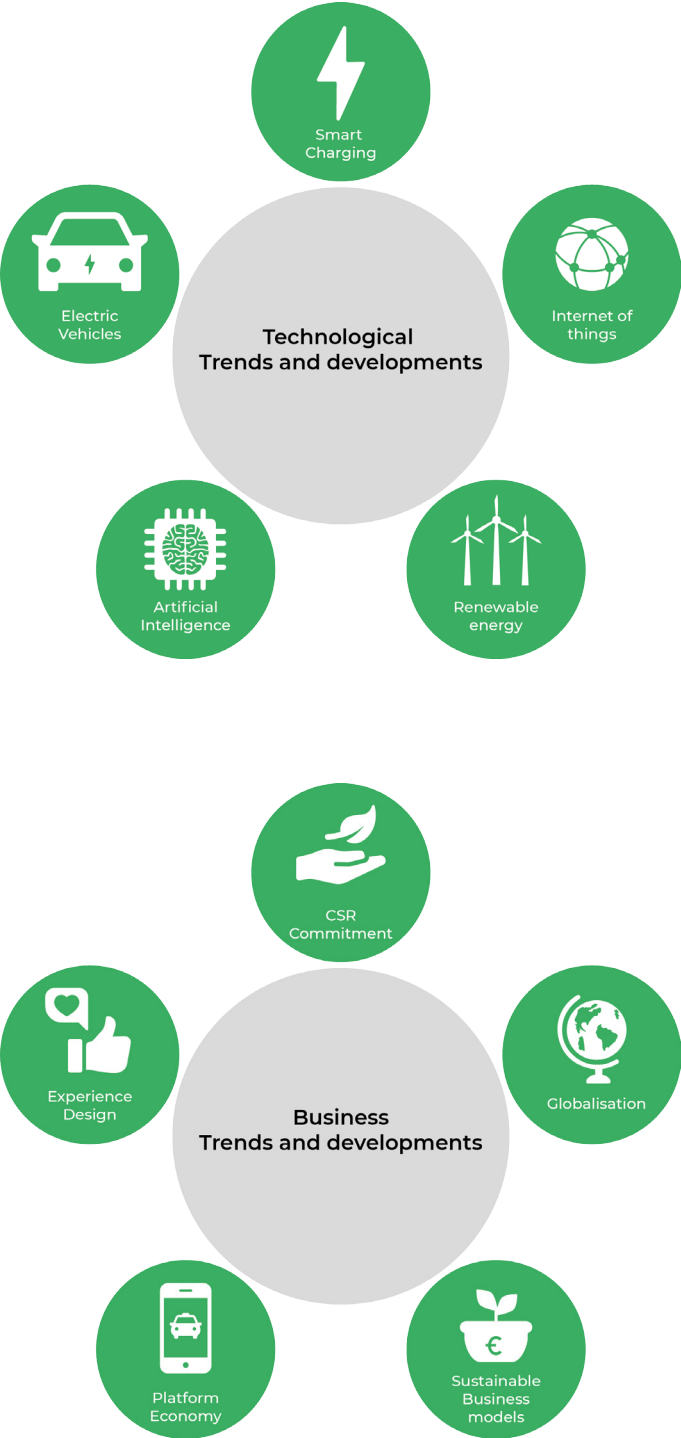 Smart
Charging
Electric
Vehicles
Internet of
things
Technological
Trends and developments
Artificial
Intelligence
Renewable
energy
CSR
Commitment
Experience
Design
Globalisation
Business
Trends and developments
Platform
Economy
€
Sustainable
Business
models